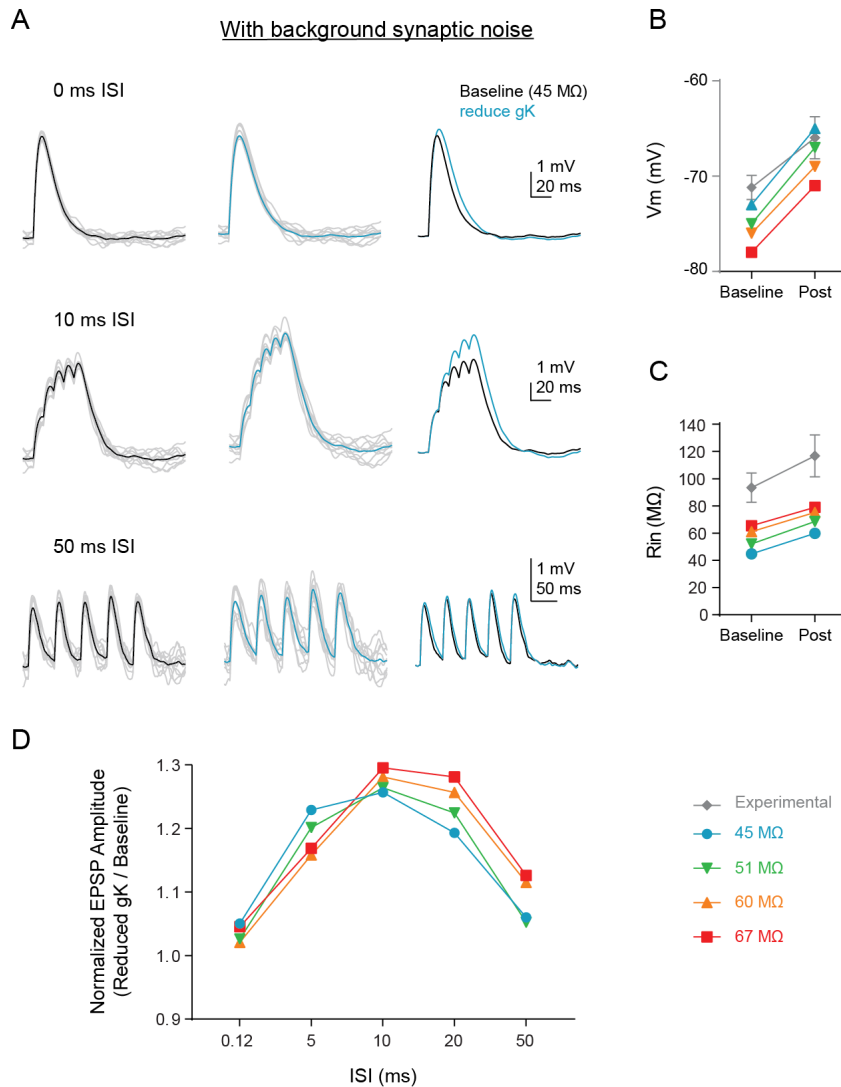 A
With background synaptic noise
0 ms ISI
Baseline (45 MΩ)
reduce gK
1 mV
20 ms
10 ms ISI
1 mV
20 ms
50 ms ISI
1 mV
50 ms
B
-60
-70
-80
Vm (mV)
Baseline Post
C
140
120
100
80
60
40
20
0
Rin (MΩ)
Baseline Post
D
1.3
1.2
1.1
1.0
0.9
Normalized EPSP Amplitude
(Reduced gK / Baseline)
0.12 5 10 20 50
ISI (ms)
Experimental
45 MΩ
51 MΩ
60 MΩ
67 MΩ